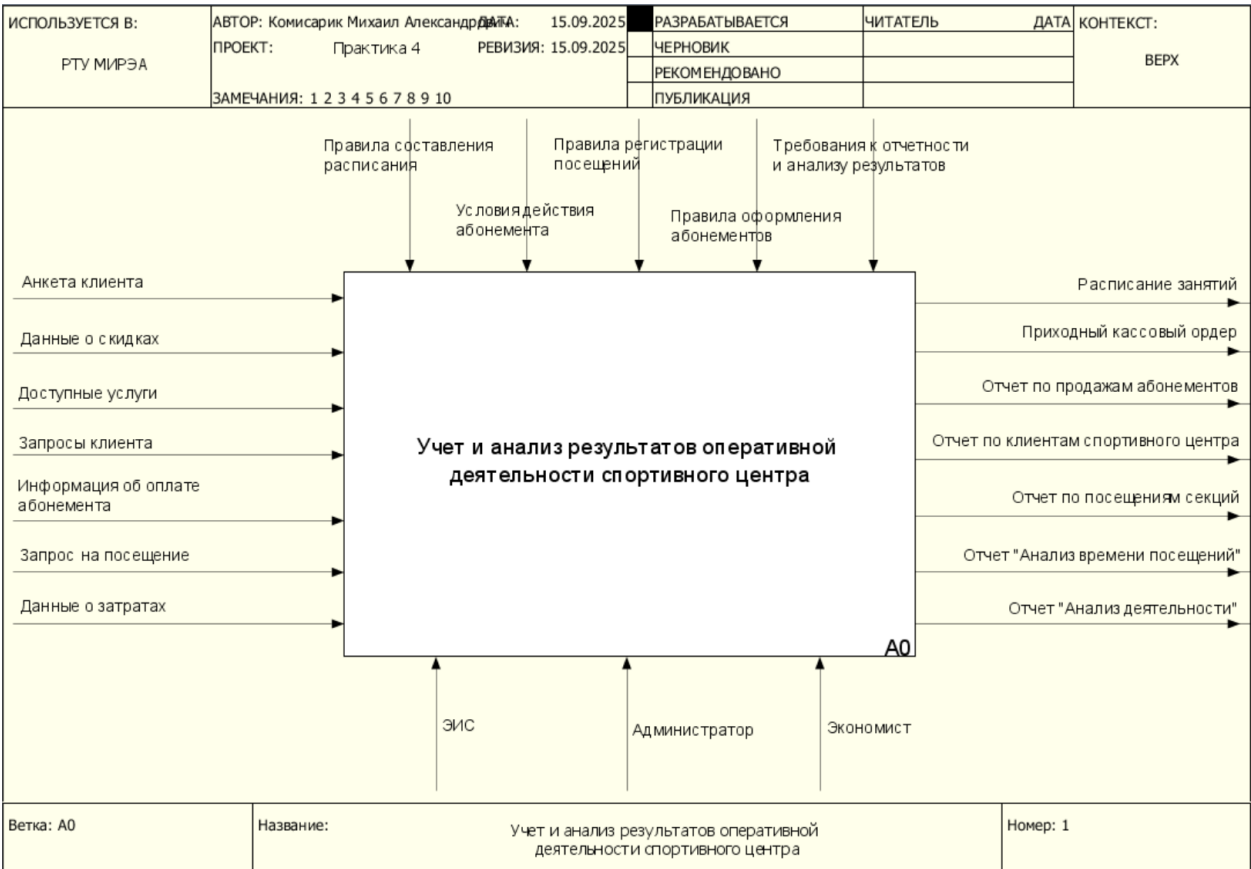 ИСПОЛЬЗУЕТСЯ В:
РТУ МИРЭА
АВТОР: Комисарик Михаил Александрович
ДАТА: 15.09.2025
ПРОЕКТ: Практика 4
РЕВИЗИЯ: 15.09.2025
ЗАМЕЧАНИЯ: 1 2 3 4 5 6 7 8 9 10
РАЗРАБАТЫВАЕТСЯ
ЧЕРНОВИК
РЕКОМЕНДОВАНО
ПУБЛИКАЦИЯ
ЧИТАТЕЛЬ ДАТА
КОНТЕКСТ:
ВЕРХ
Правила составления
расписания
Условия действия
абонемента
Правила регистрации
посещений
Правила оформления
абонементов
Требования к отчетности
и анализу результатов
Анкета клиента
Данные о скидках
Доступные услуги
Запросы клиента
Информация об оплате
абонемента
Запрос на посещение
Данные о затратах
Учет и анализ результатов оперативной
деятельности спортивного центра
A0
Расписание занятий
Приходный кассовый ордер
Отчет по продажам абонементов
Отчет по клиентам спортивного центра
Отчет по посещениям секций
Отчет "Анализ времени посещений"
Отчет "Анализ деятельности"
ЭИС
Администратор
Экономист
Ветка: A0
Название:
Учет и анализ результатов оперативной
деятельности спортивного центра
Номер: 1